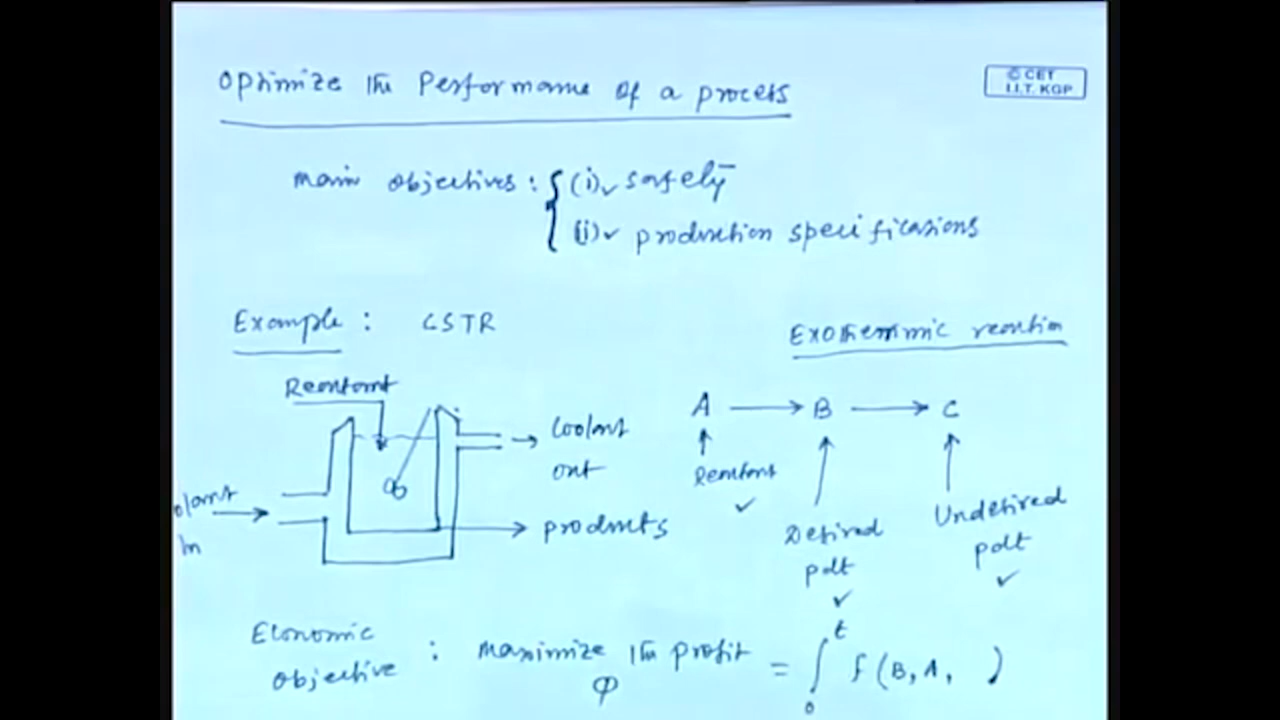 Optimize the Performance of a process
© CET
I.I.T. KGP
main objectives : (i) safety
(i) production specifications
Example : CSTR
Exothermic reaction
Reactant
A → B → C
Coolant
out
Reactant
olant
In
products
Desired
pdt
Undesired
pdt
Economic
Objective : Maximize the profit = ∫ f (B, A, )
φ
t
0